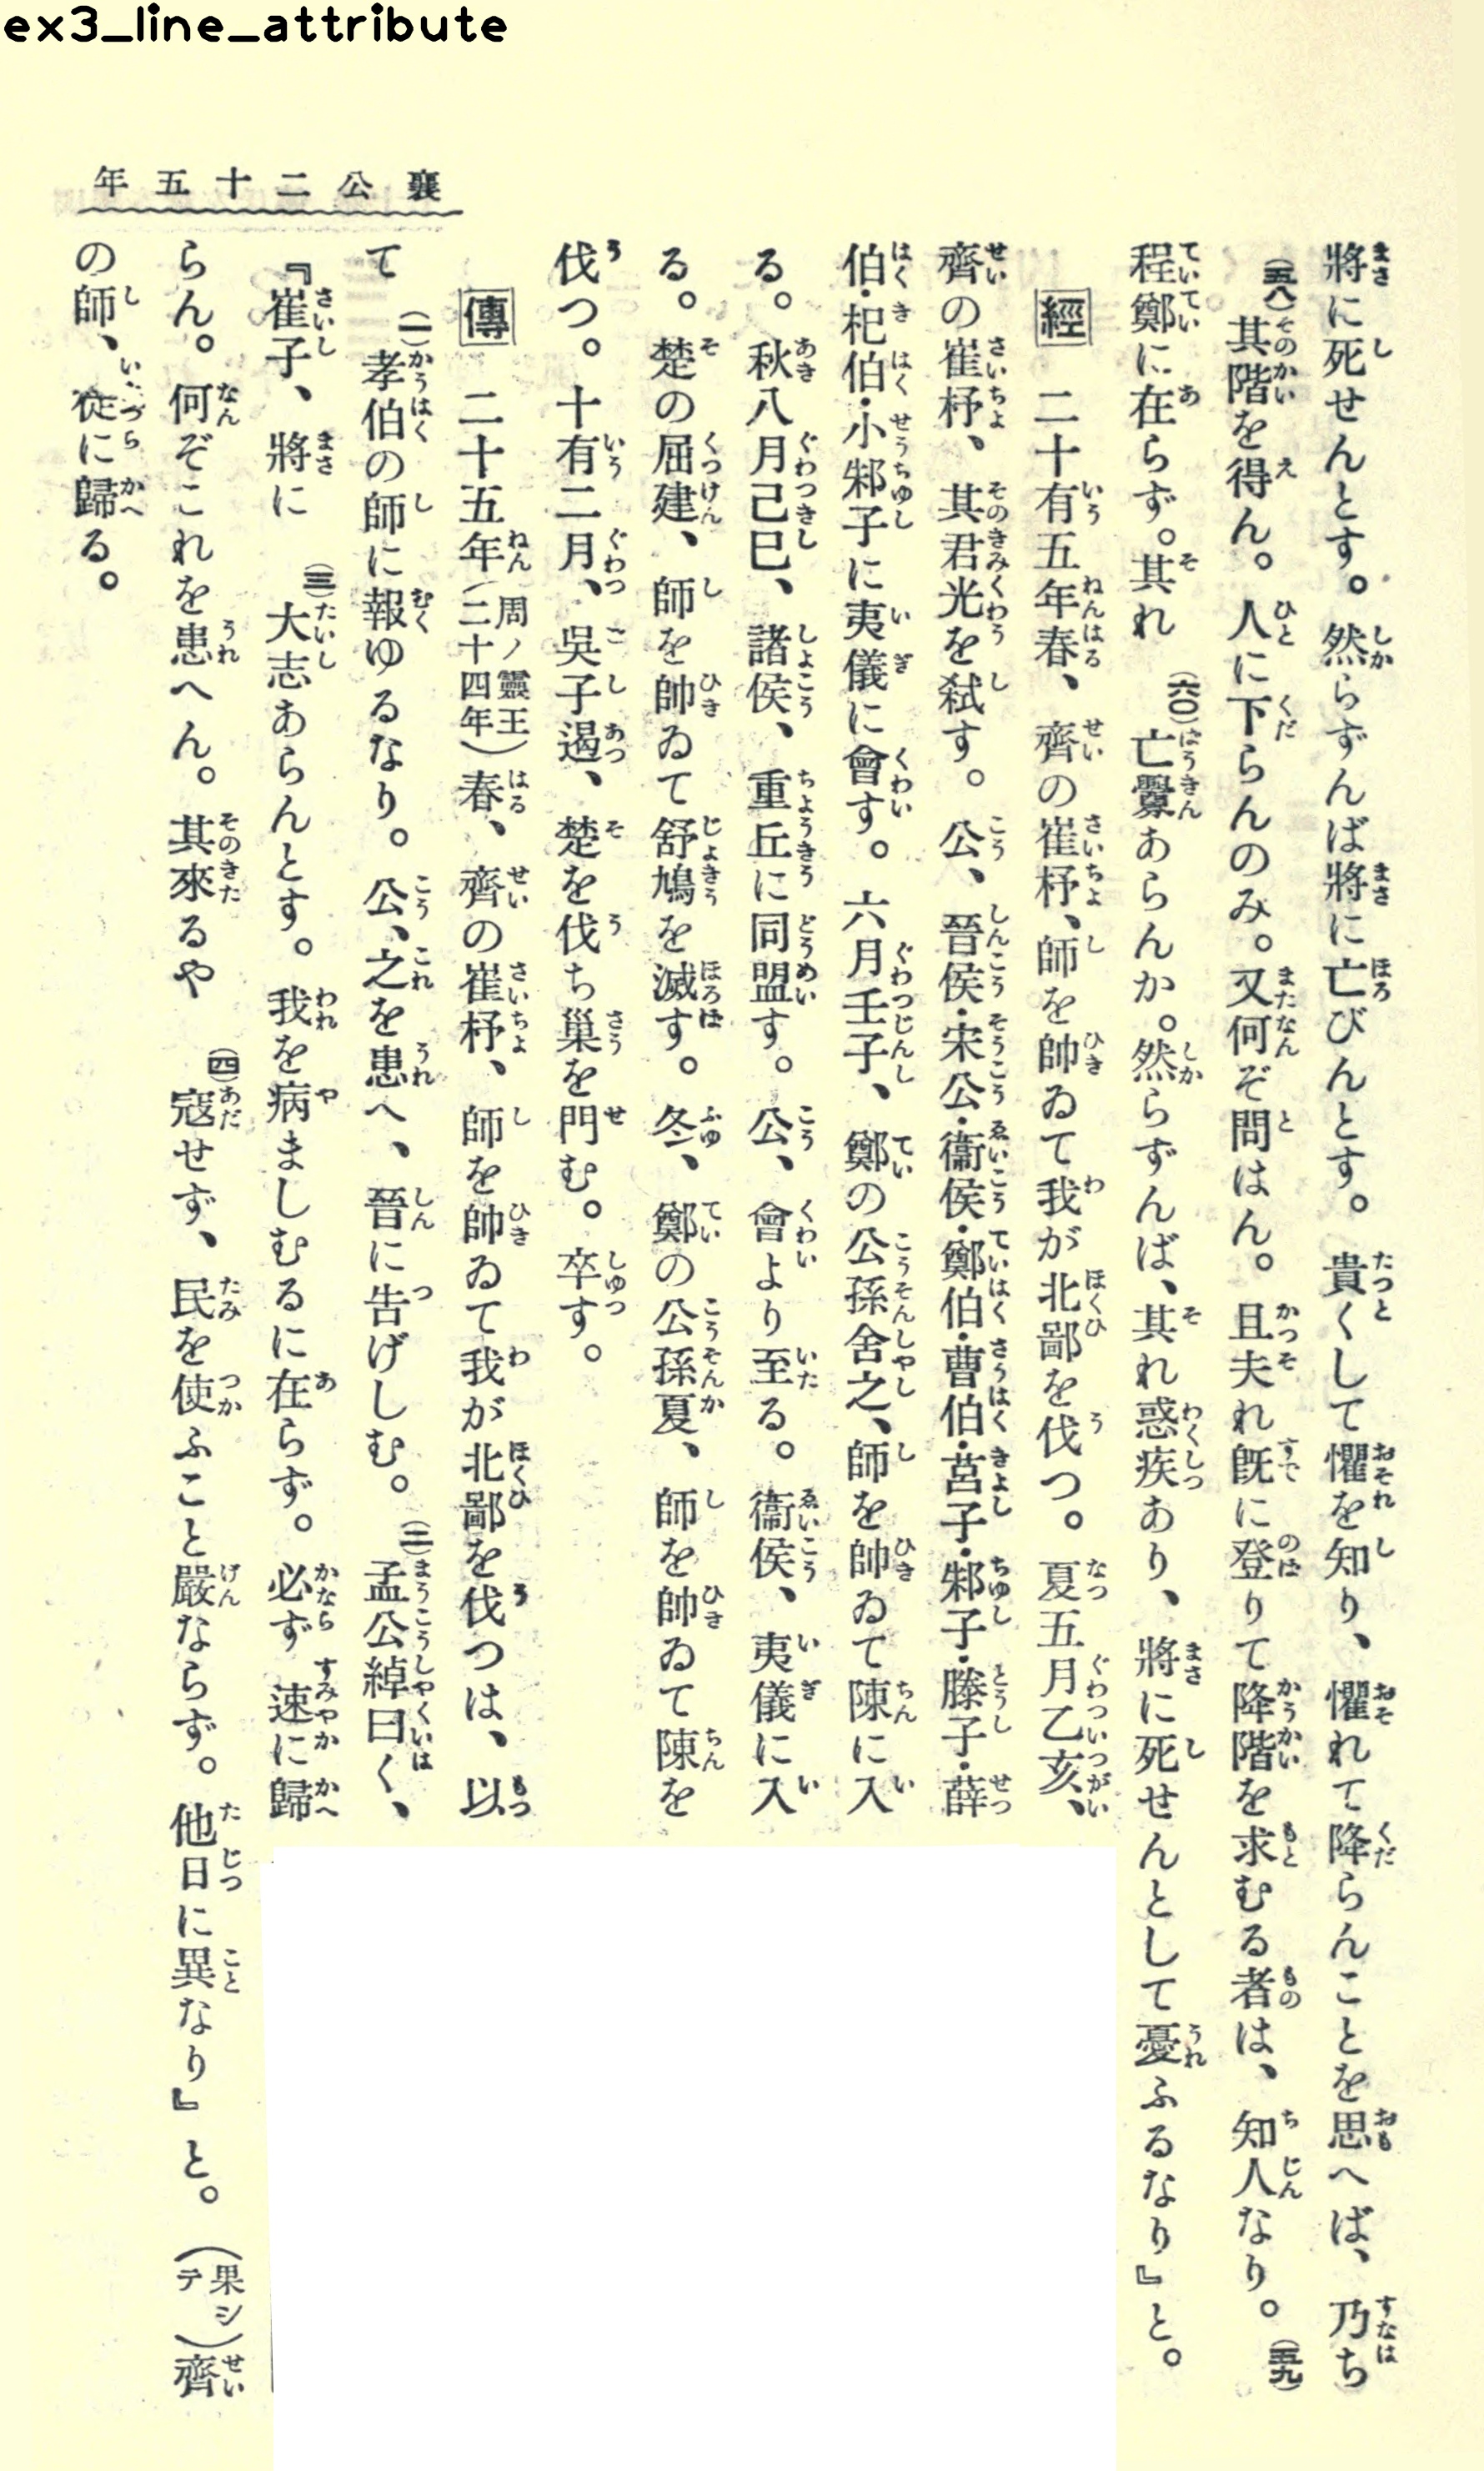 ex3_line_attribute
襄公二十五年
將に死せんとす。然らずんば將に亡びんとす。貴くして懼を知り、懼れて降らんことを思へば、乃ち
(五八)其階を得ん。人に下らんのみ。又何ぞ問はん。且夫れ既に登りて降階を求むる者は、知人なり。(五九)
程鄭に在らず。其れ(六〇)亡釁あらんか。然らずんば、其れ惑疾あり、將に死せんとして憂ふるなり』と。
經 二十有五年春、齊の崔杼、師を帥ゐて我が北鄙を伐つ。夏五月乙亥、
齊の崔杼、其君光を弑す。公、晉侯・宋公・衞侯・鄭伯・曹伯・莒子・邾子・滕子・薛
伯・杞伯・小邾子に夷儀に會す。六月壬子、鄭の公孫舍之、師を帥ゐて陳に入
る。秋八月己巳、諸侯、重丘に同盟す。公、會より至る。衞侯、夷儀に入
る。楚の屈建、師を帥ゐて舒鳩を滅す。冬、鄭の公孫夏、師を帥ゐて陳を
伐つ。十有二月、吳子遏、楚を伐ち巢を門む。卒す。
傳 二十五年(周ノ靈王二十四年)春、齊の崔杼、師を帥ゐて我が北鄙を伐つは、以
て(一)孝伯の師に報ゆるなり。公、之を患へ、晉に告げしむ。(二)孟公綽曰く、
『崔子、將に(三)大志あらんとす。我を病ましむるに在らず。必ず速に歸
らん。何ぞこれを患へん。其來るや(四)寇せず、民を使ふこと嚴ならず。他日に異なり』と。(果シテ)齊
の師、徒に歸る。